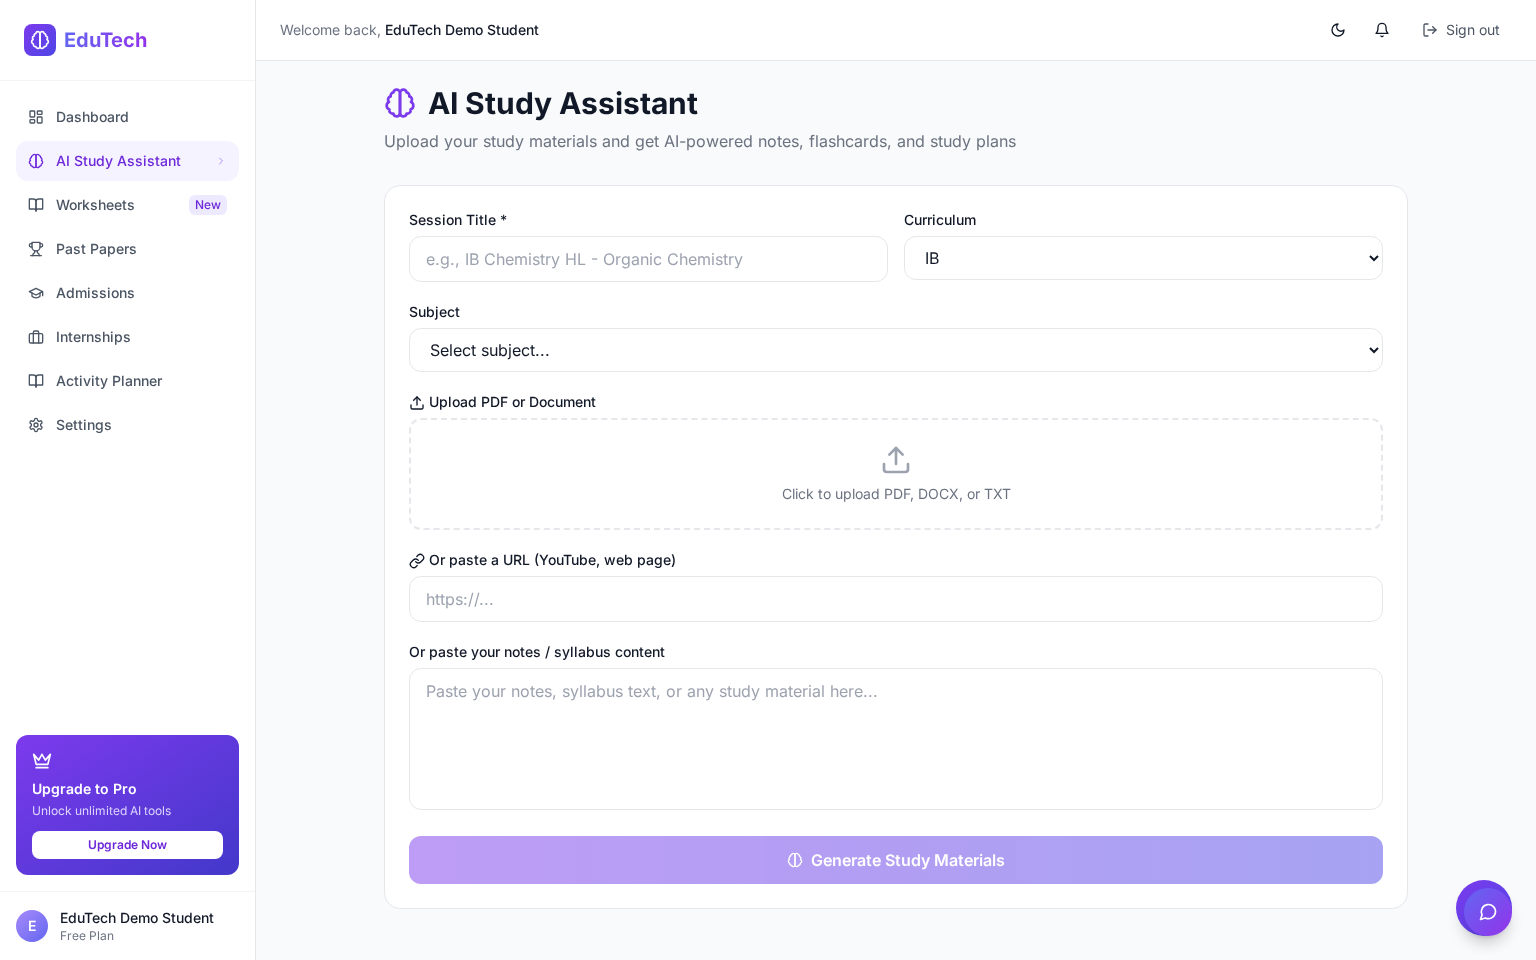 EduTech
Welcome back, EduTech Demo Student
Sign out
Dashboard
AI Study Assistant
Worksheets
New
Past Papers
Admissions
Internships
Activity Planner
Settings
Upgrade to Pro
Unlock unlimited AI tools
Upgrade Now
E
EduTech Demo Student
Free Plan
AI Study Assistant
Upload your study materials and get AI-powered notes, flashcards, and study plans
Session Title *
e.g., IB Chemistry HL - Organic Chemistry
Curriculum
IB
Subject
Select subject...
Upload PDF or Document
Click to upload PDF, DOCX, or TXT
Or paste a URL (YouTube, web page)
https://...
Or paste your notes / syllabus content
Paste your notes, syllabus text, or any study material here...
Generate Study Materials